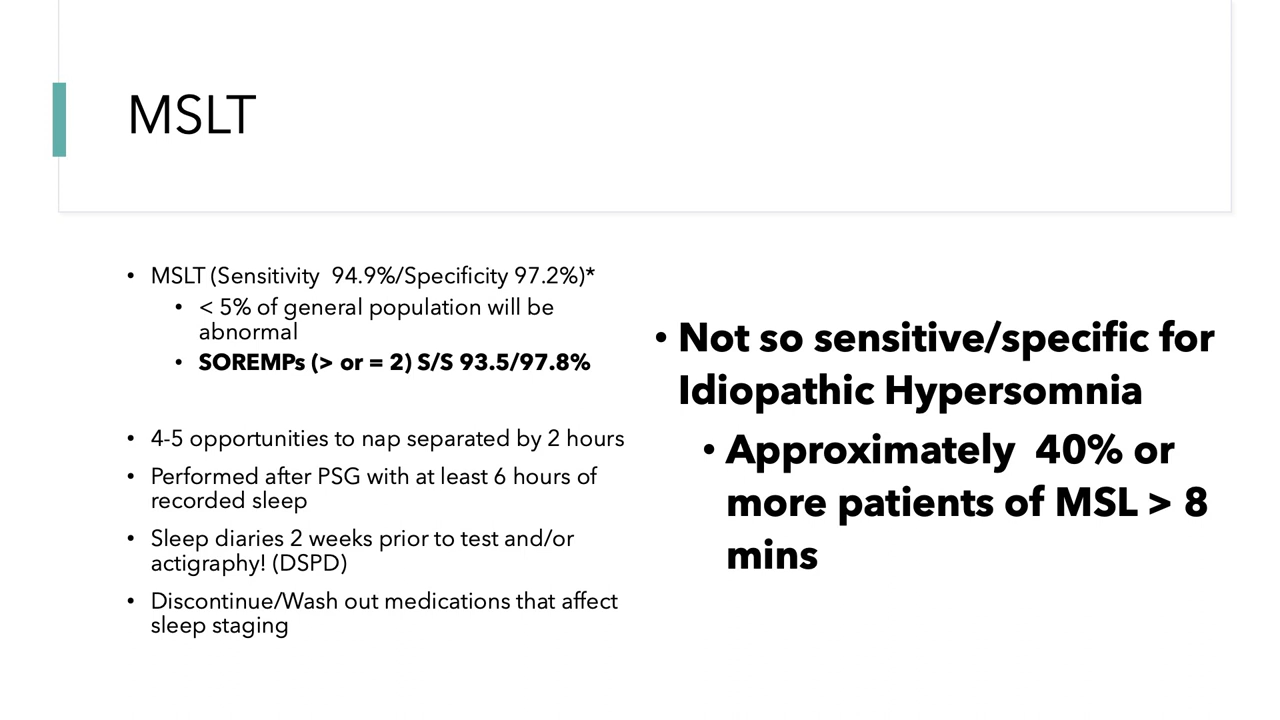 MSLT
• MSLT (Sensitivity  94.9%/Specificity 97.2%)*
• < 5% of general population will be
abnormal
• SOREMPs (> or = 2) S/S 93.5/97.8%
• 4-5 opportunities to nap separated by 2 hours
• Performed after PSG with at least 6 hours of
recorded sleep
• Sleep diaries 2 weeks prior to test and/or
actigraphy! (DSPD)
• Discontinue/Wash out medications that affect
sleep staging
• Not so sensitive/specific for
Idiopathic Hypersomnia
• Approximately  40% or
more patients of MSL > 8
mins